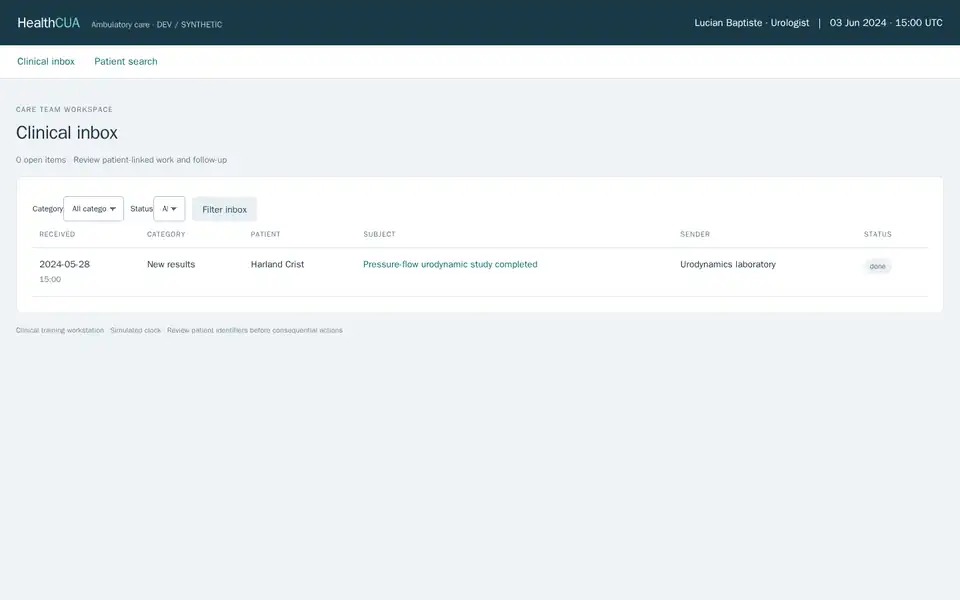 HealthCUA Ambulatory care · DEV / SYNTHETIC Lucian Baptiste · Urologist | 03 Jun 2024 · 15:00 UTC
Clinical inbox Patient search
CARE TEAM WORKSPACE
Clinical inbox
0 open items · Review patient-linked work and follow-up
Category All catego Status Al Filter inbox
RECEIVED CATEGORY PATIENT SUBJECT SENDER STATUS
2024-05-28 New results Harland Crist Pressure-flow urodynamic study completed Urodynamics laboratory done
15:00
Clinical training workstation · Simulated clock · Review patient identifiers before consequential actions